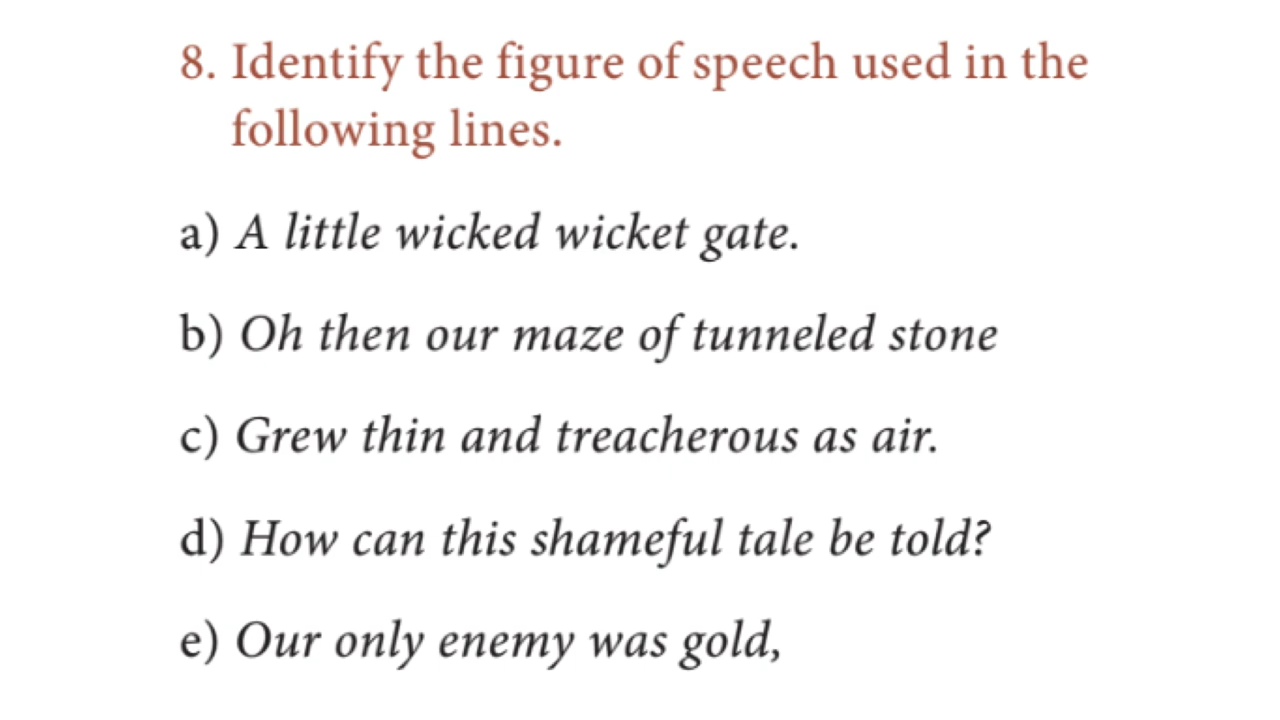 8. Identify the figure of speech used in the
following lines.
a) A little wicked wicket gate.
b) Oh then our maze of tunneled stone
c) Grew thin and treacherous as air.
d) How can this shameful tale be told?
e) Our only enemy was gold,